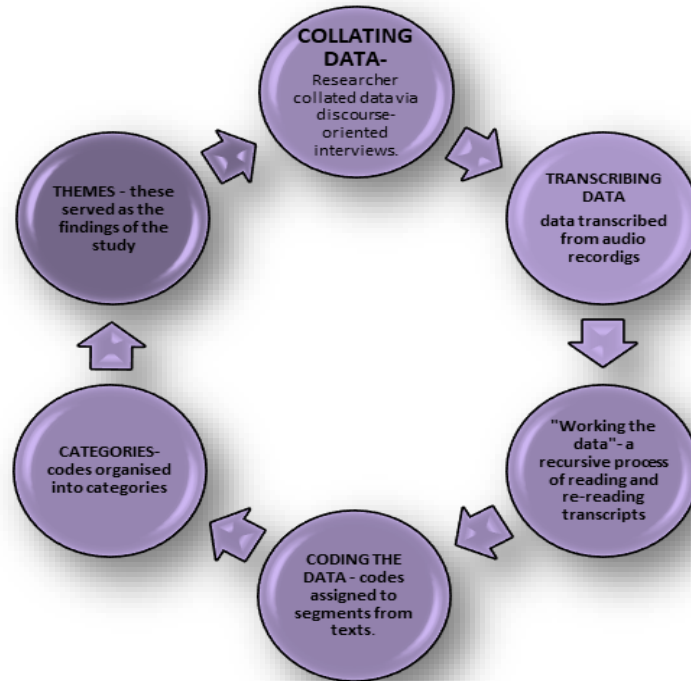 COLLATING
DATA-
Researcher
collated data via
discourse-
oriented
interviews.
TRANSCRIBING
DATA
data transcribed
from audio
recordigs
"Working the
data"- a
recursive process
of reading and
re-reading
transcripts
CODING THE
DATA - codes
assigned to
segments from
texts.
CATEGORIES-
codes organised
into categories
THEMES - these
served as the
findings of the
study